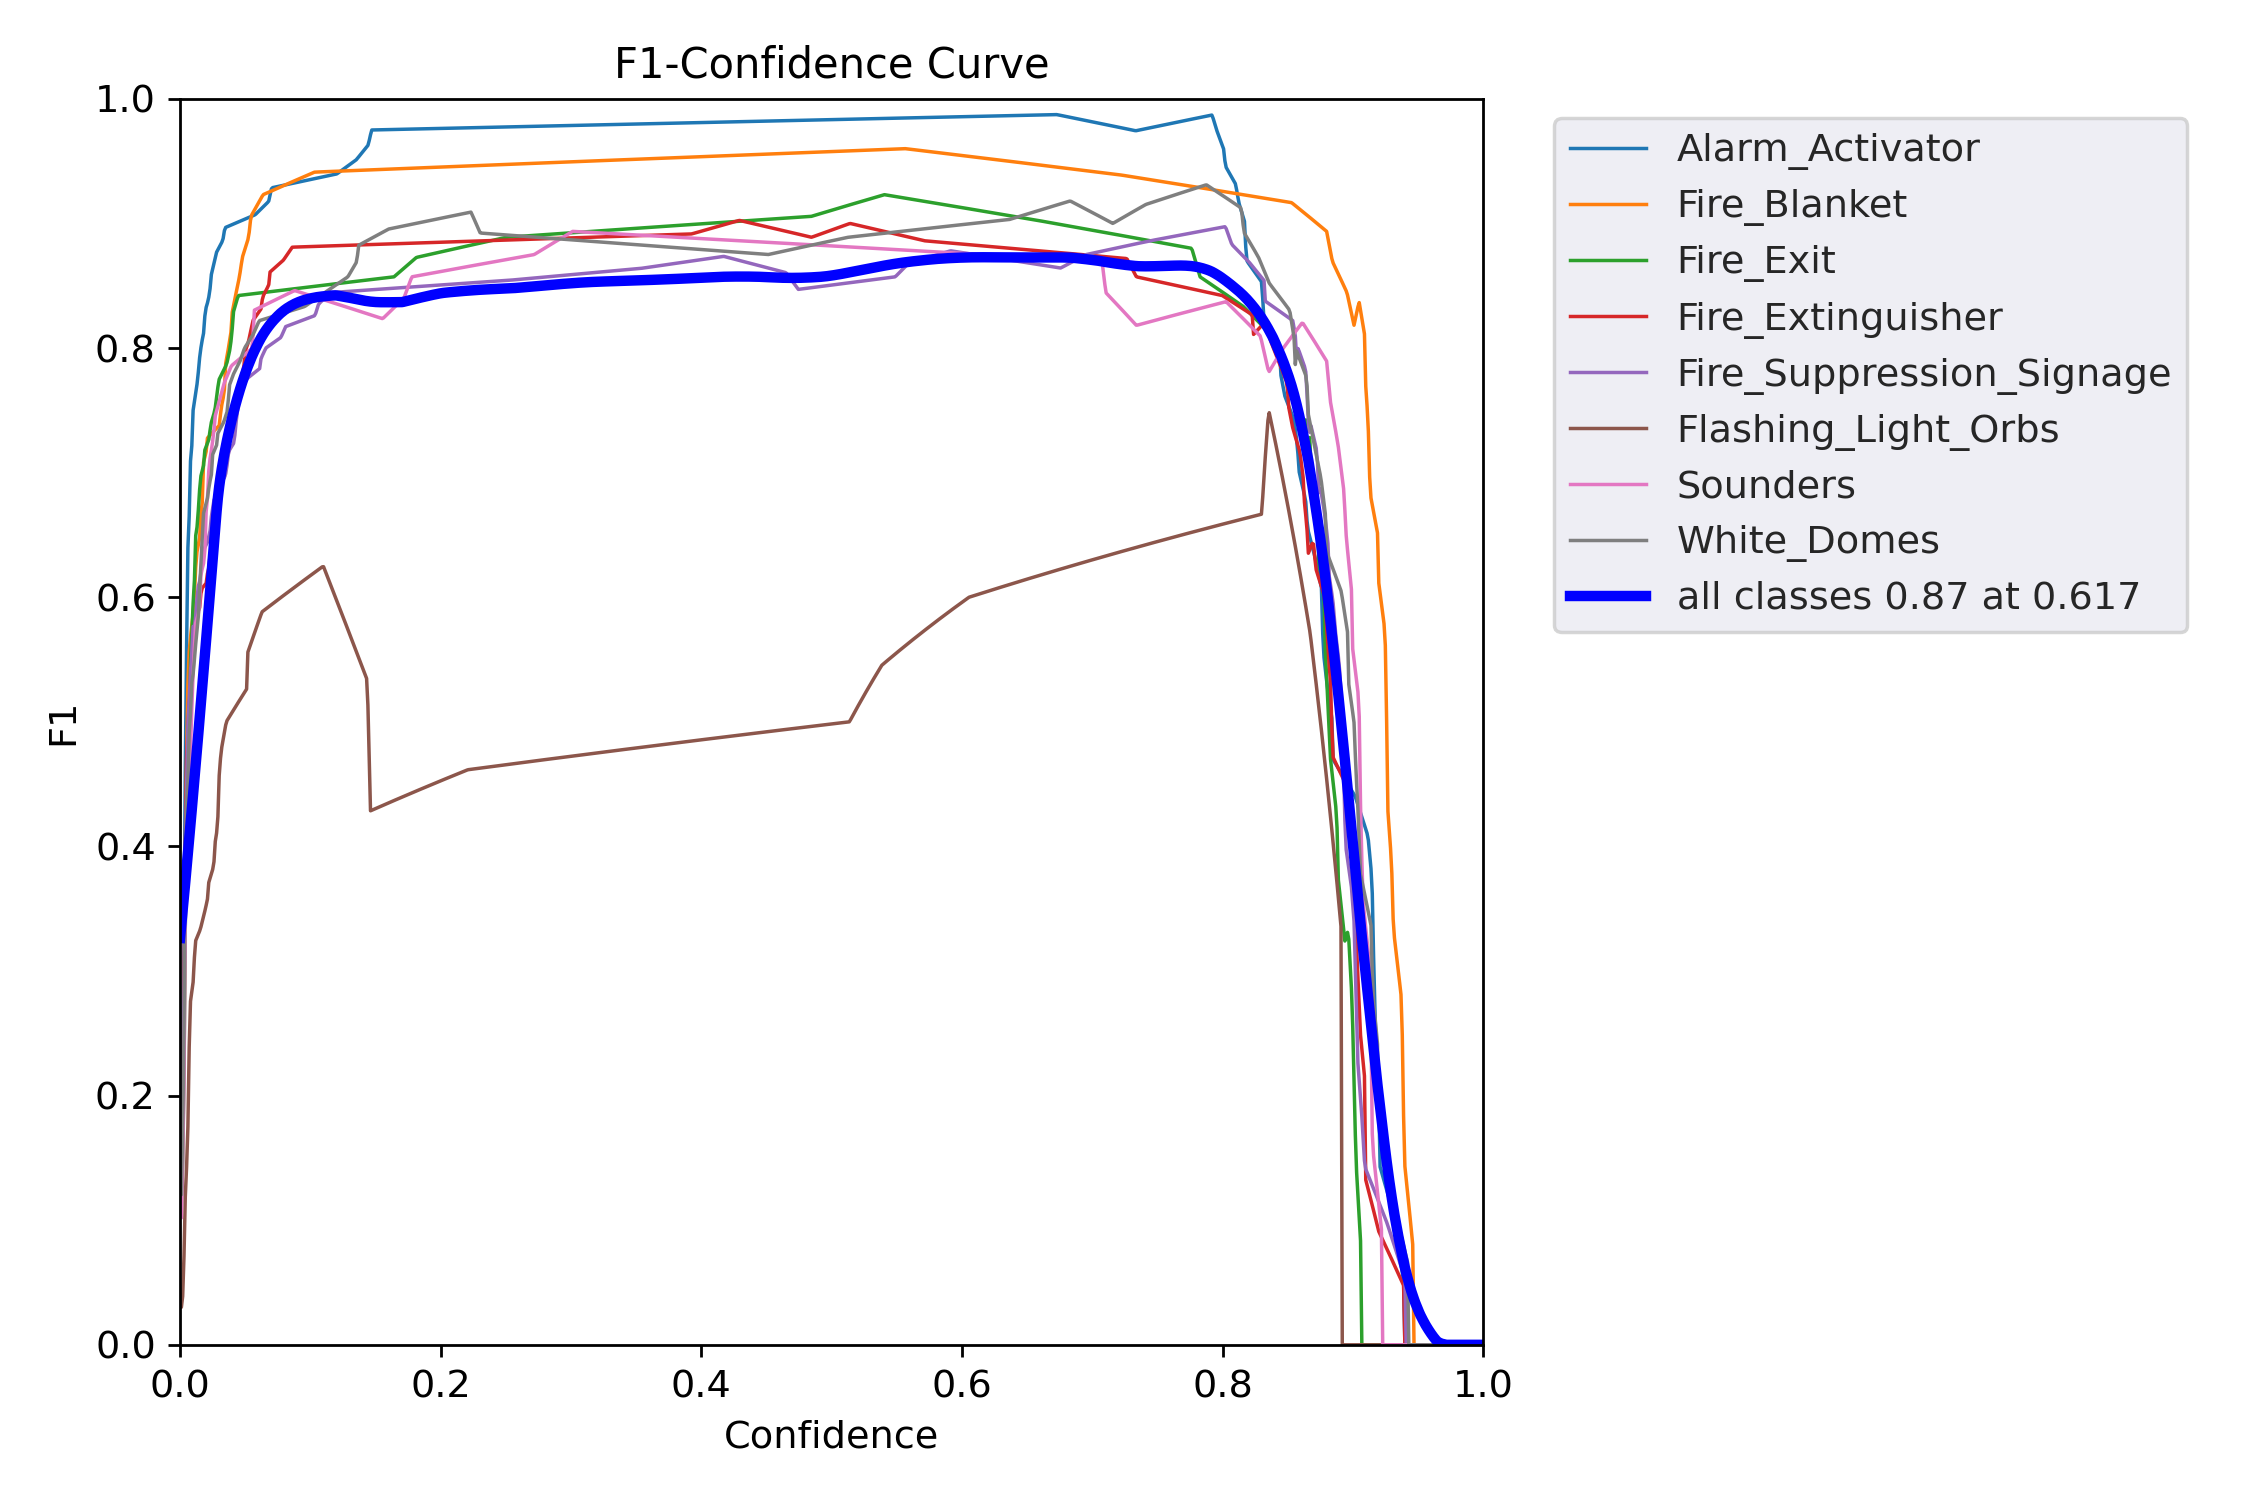 F1-Confidence Curve
1.0
0.8
0.6
0.4
0.2
0.0
F1
0.0 0.2 0.4 0.6 0.8 1.0
Confidence
Alarm_Activator
Fire_Blanket
Fire_Exit
Fire_Extinguisher
Fire_Suppression_Signage
Flashing_Light_Orbs
Sounders
White_Domes
all classes 0.87 at 0.617